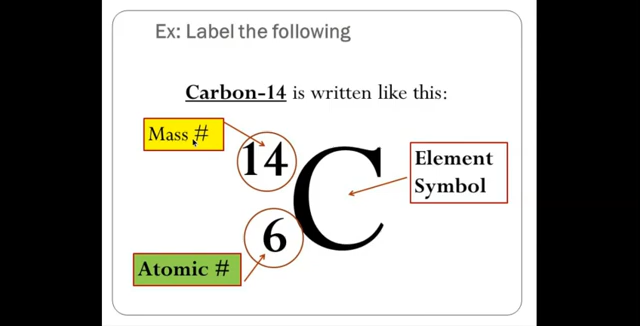 Ex: Label the following
Carbon-14 is written like this:
Mass #
14
C
Element
Symbol
6
Atomic #